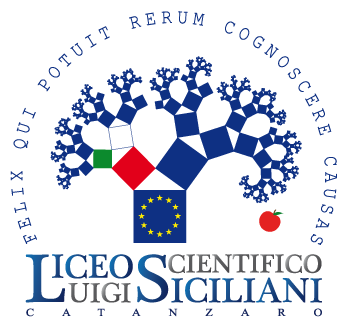 FELIX QUI POTUIT RERUM COGNOSCERE CAUSAS
LICEO SCIENTIFICO
LUIGI SICILIANI
CATANZARO